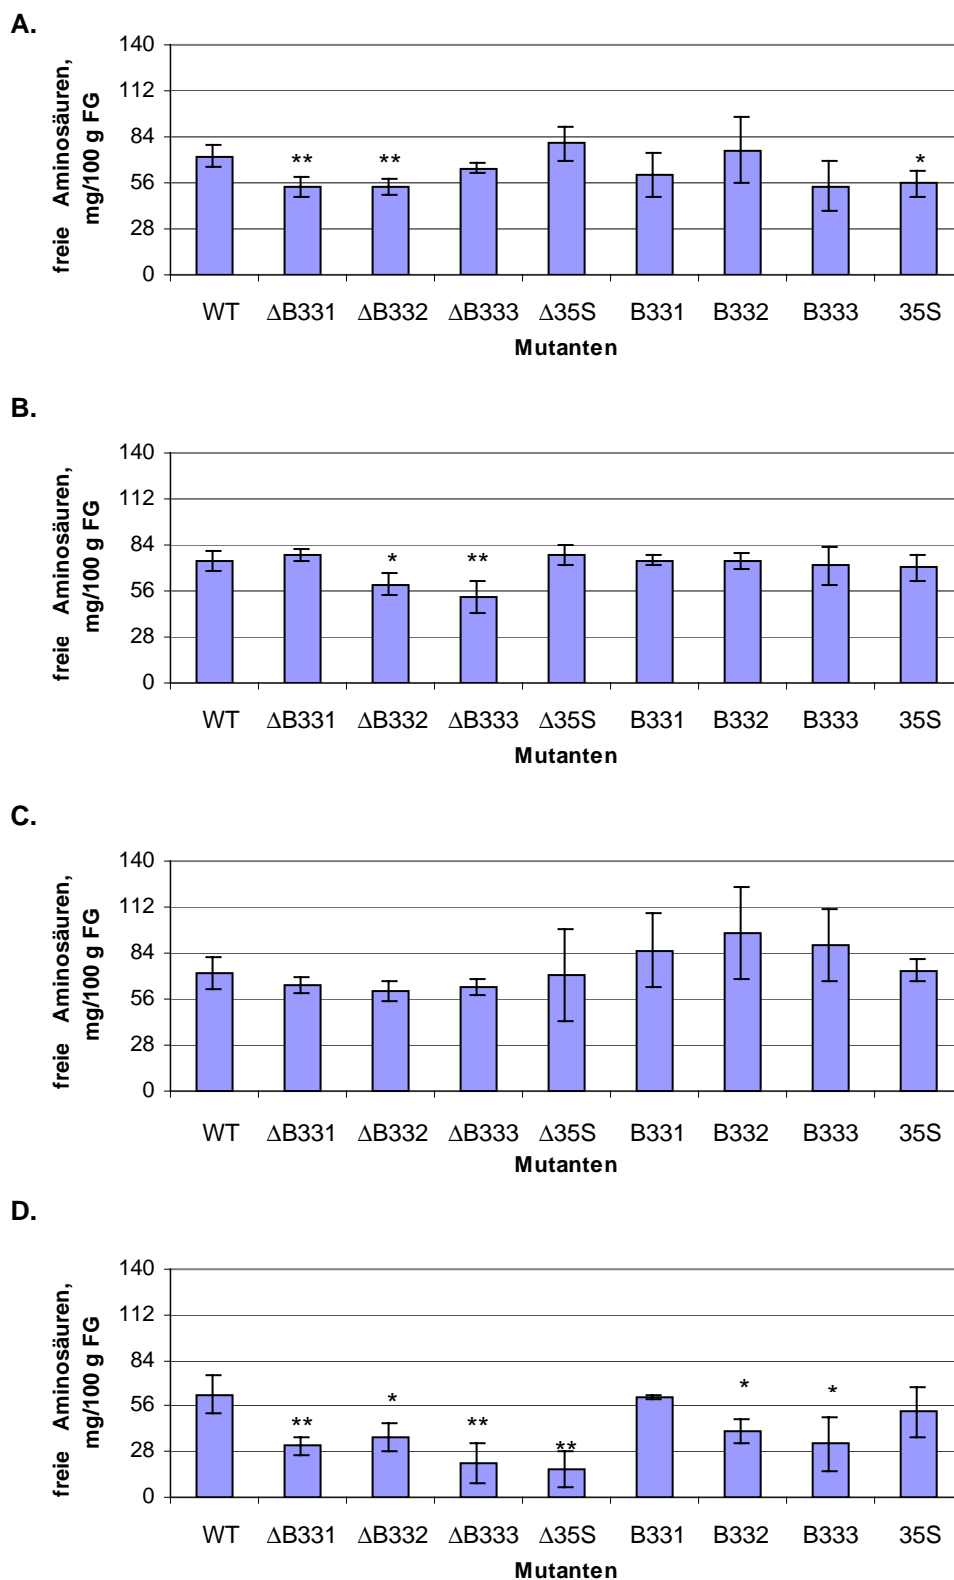 A.
freie Aminosäuren,
mg/100 g FG
140
112
84
56
28
0
** ** *
WT ΔB331 ΔB332 ΔB333 Δ35S B331 B332 B333 35S
Mutanten
B.
freie Aminosäuren,
mg/100 g FG
140
112
84
56
28
0
* **
WT ΔB331 ΔB332 ΔB333 Δ35S B331 B332 B333 35S
Mutanten
C.
freie Aminosäuren,
mg/100 g FG
140
112
84
56
28
0
WT ΔB331 ΔB332 ΔB333 Δ35S B331 B332 B333 35S
Mutanten
D.
freie Aminosäuren,
mg/100 g FG
140
112
84
56
28
0
** * ** ** * *
WT ΔB331 ΔB332 ΔB333 Δ35S B331 B332 B333 35S
Mutanten